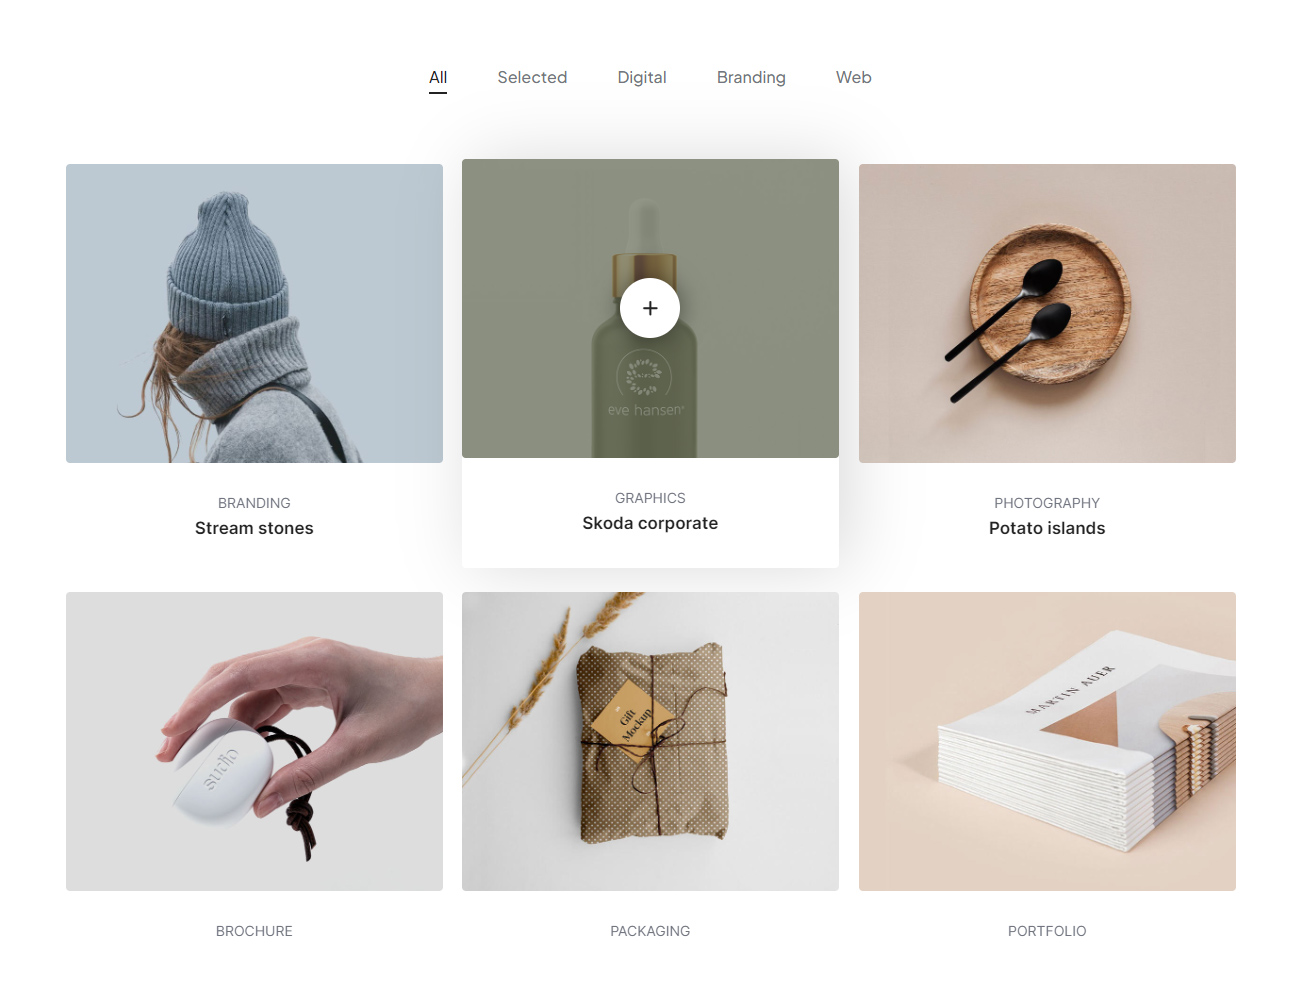 All Selected Digital Branding Web
eve hansen°
BRANDING
Stream stones
GRAPHICS
Skoda corporate
PHOTOGRAPHY
Potato islands
sudio
Gift
Mockup
MARTIN AUER
BROCHURE
PACKAGING
PORTFOLIO